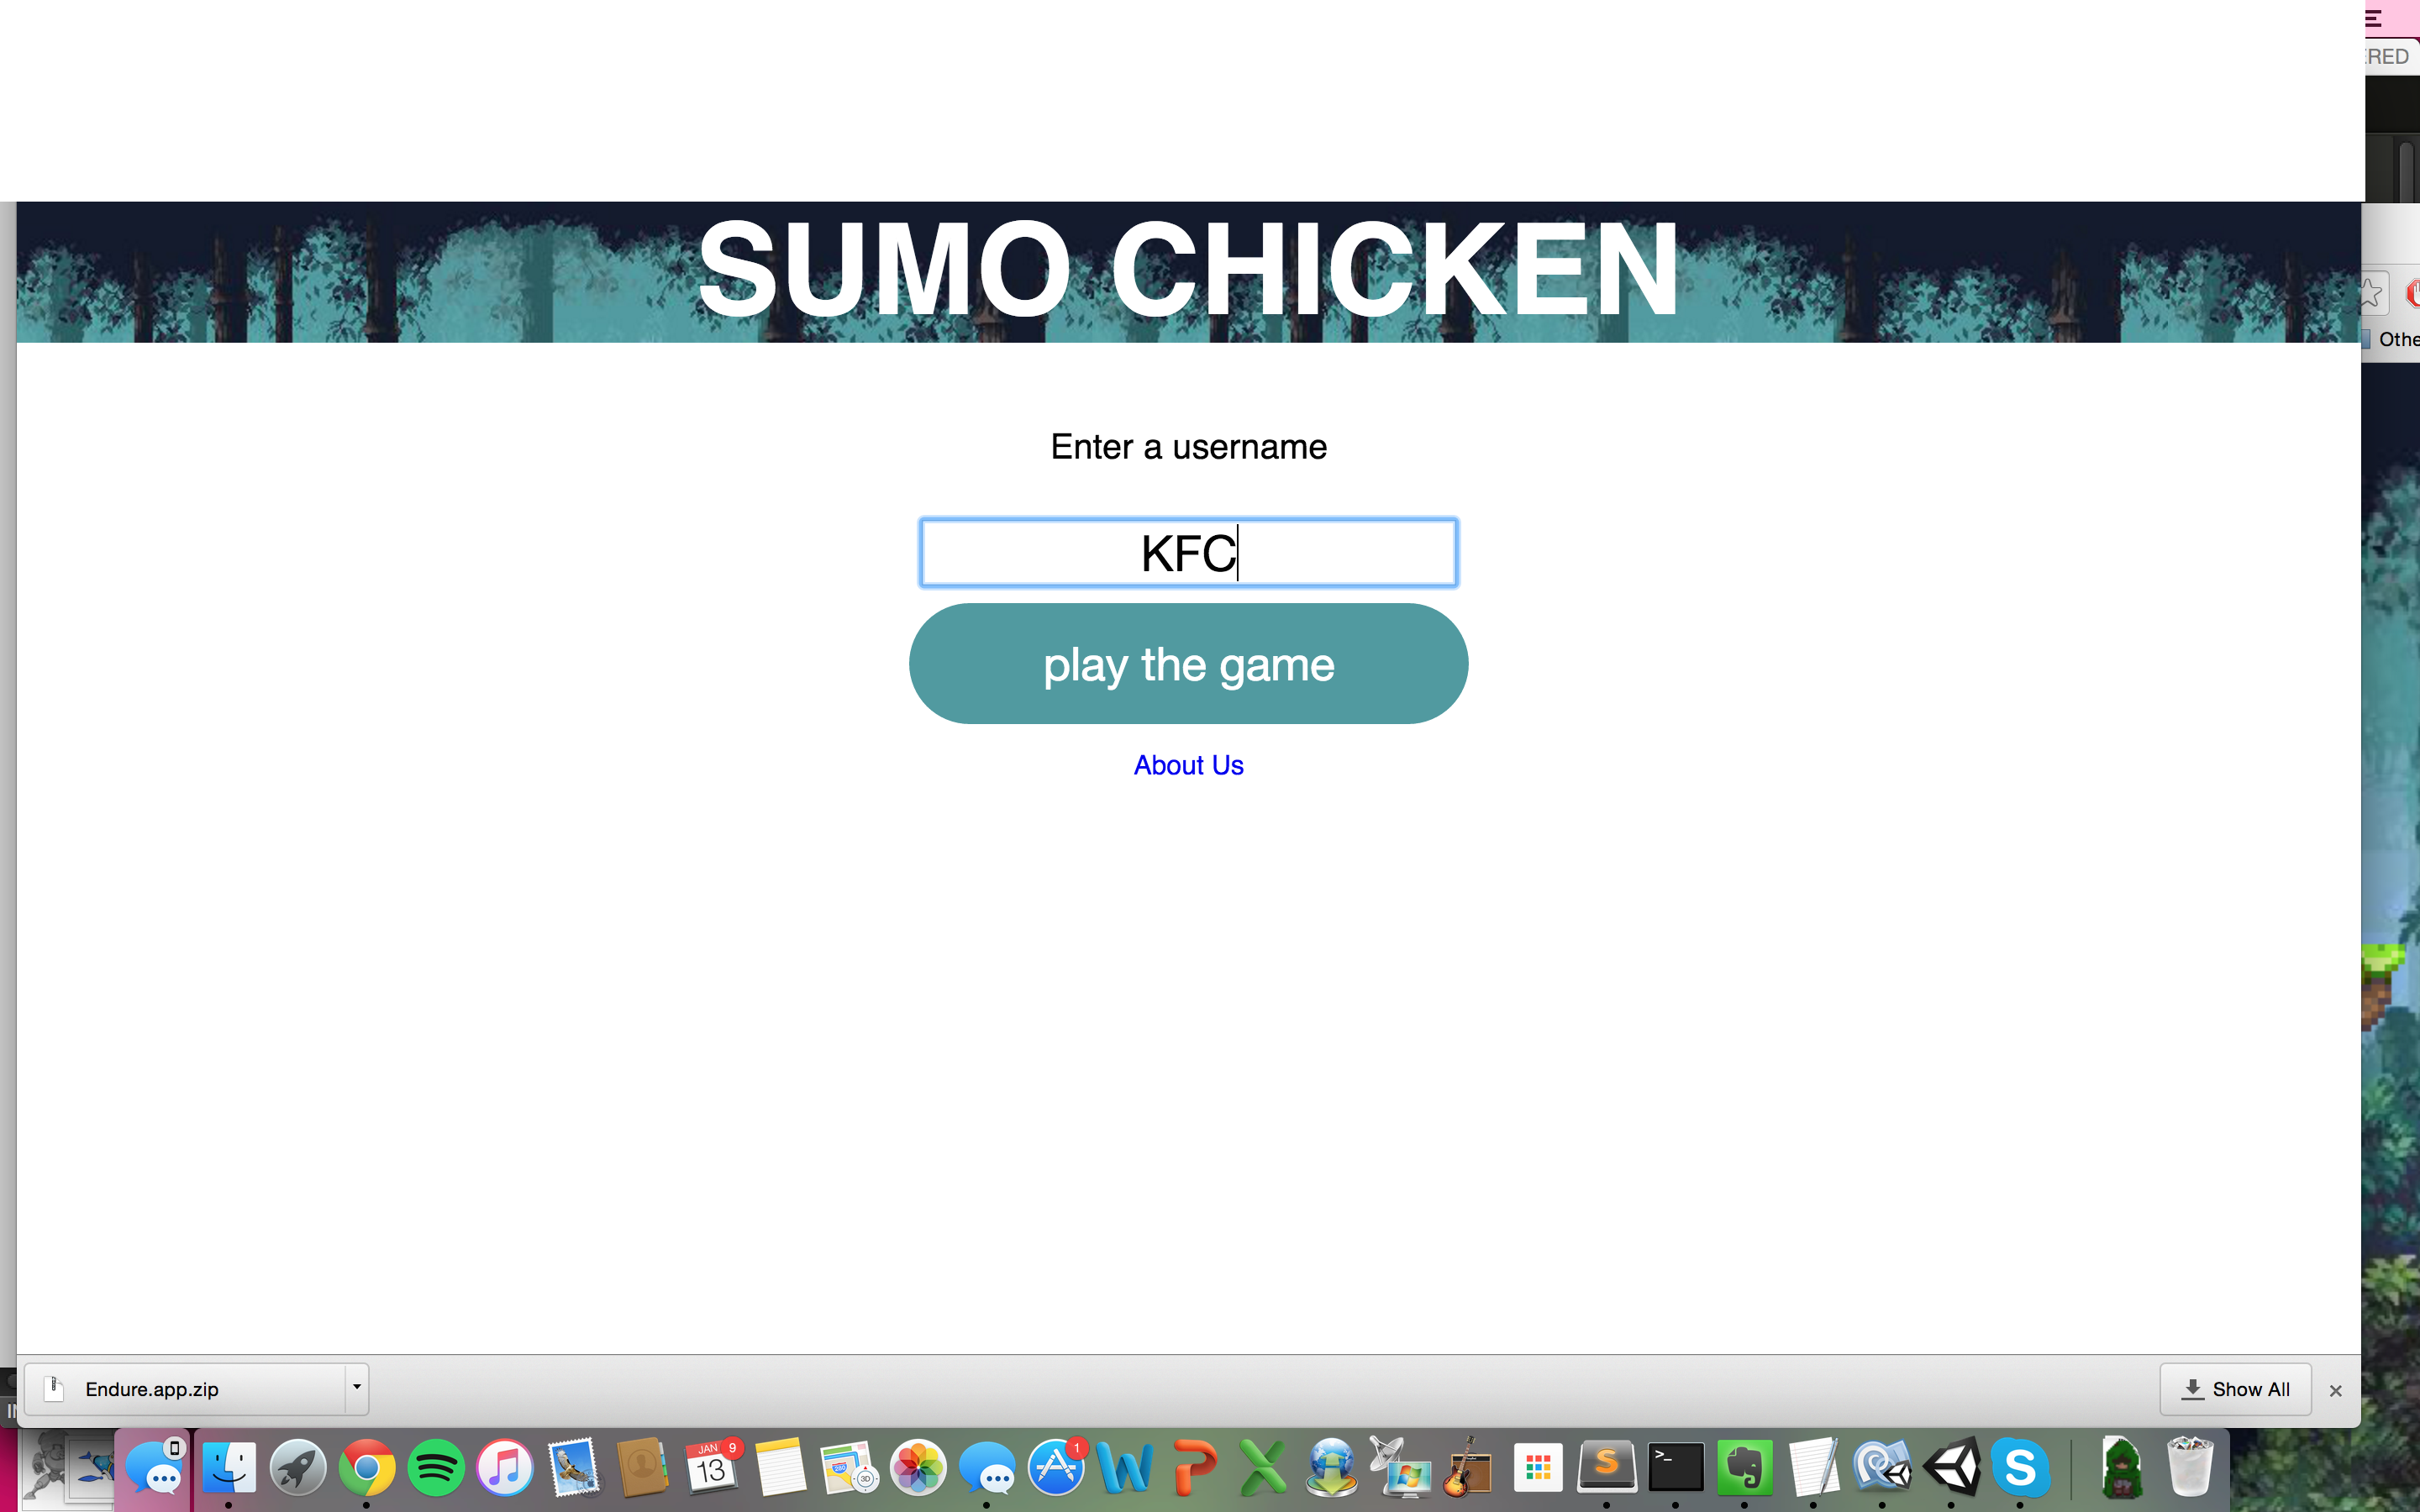 RED
SUMO CHICKEN
Othe
Enter a username
KFC
play the game
About Us
Endure.app.zip
Show All
JAN
9
13
3D
1
W
P
X
S
>_
S